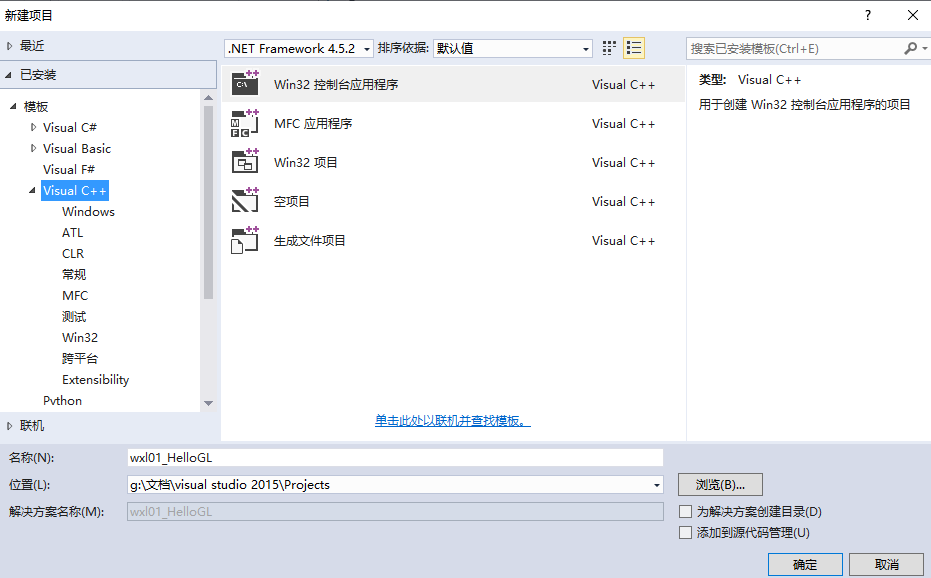 新建项目
?
最近
.NET Framework 4.5.2
排序依据:
默认值
搜索已安装模板(Ctrl+E)
已安装
模板
Visual C#
Visual Basic
Visual F#
Visual C++
Windows
ATL
CLR
常规
MFC
测试
Win32
跨平台
Extensibility
Python
联机
Win32 控制台应用程序 Visual C++
MFC 应用程序 Visual C++
Win32 项目 Visual C++
空项目 Visual C++
生成文件项目 Visual C++
单击此处以联机并查找模板。
类型: Visual C++
用于创建 Win32 控制台应用程序的项目
名称(N): wxl01_HelloGL
位置(L): g:\文档\visual studio 2015\Projects
浏览(B)...
解决方案名称(M): wxl01_HelloGL
为解决方案创建目录(D)
添加到源代码管理(U)
确定
取消